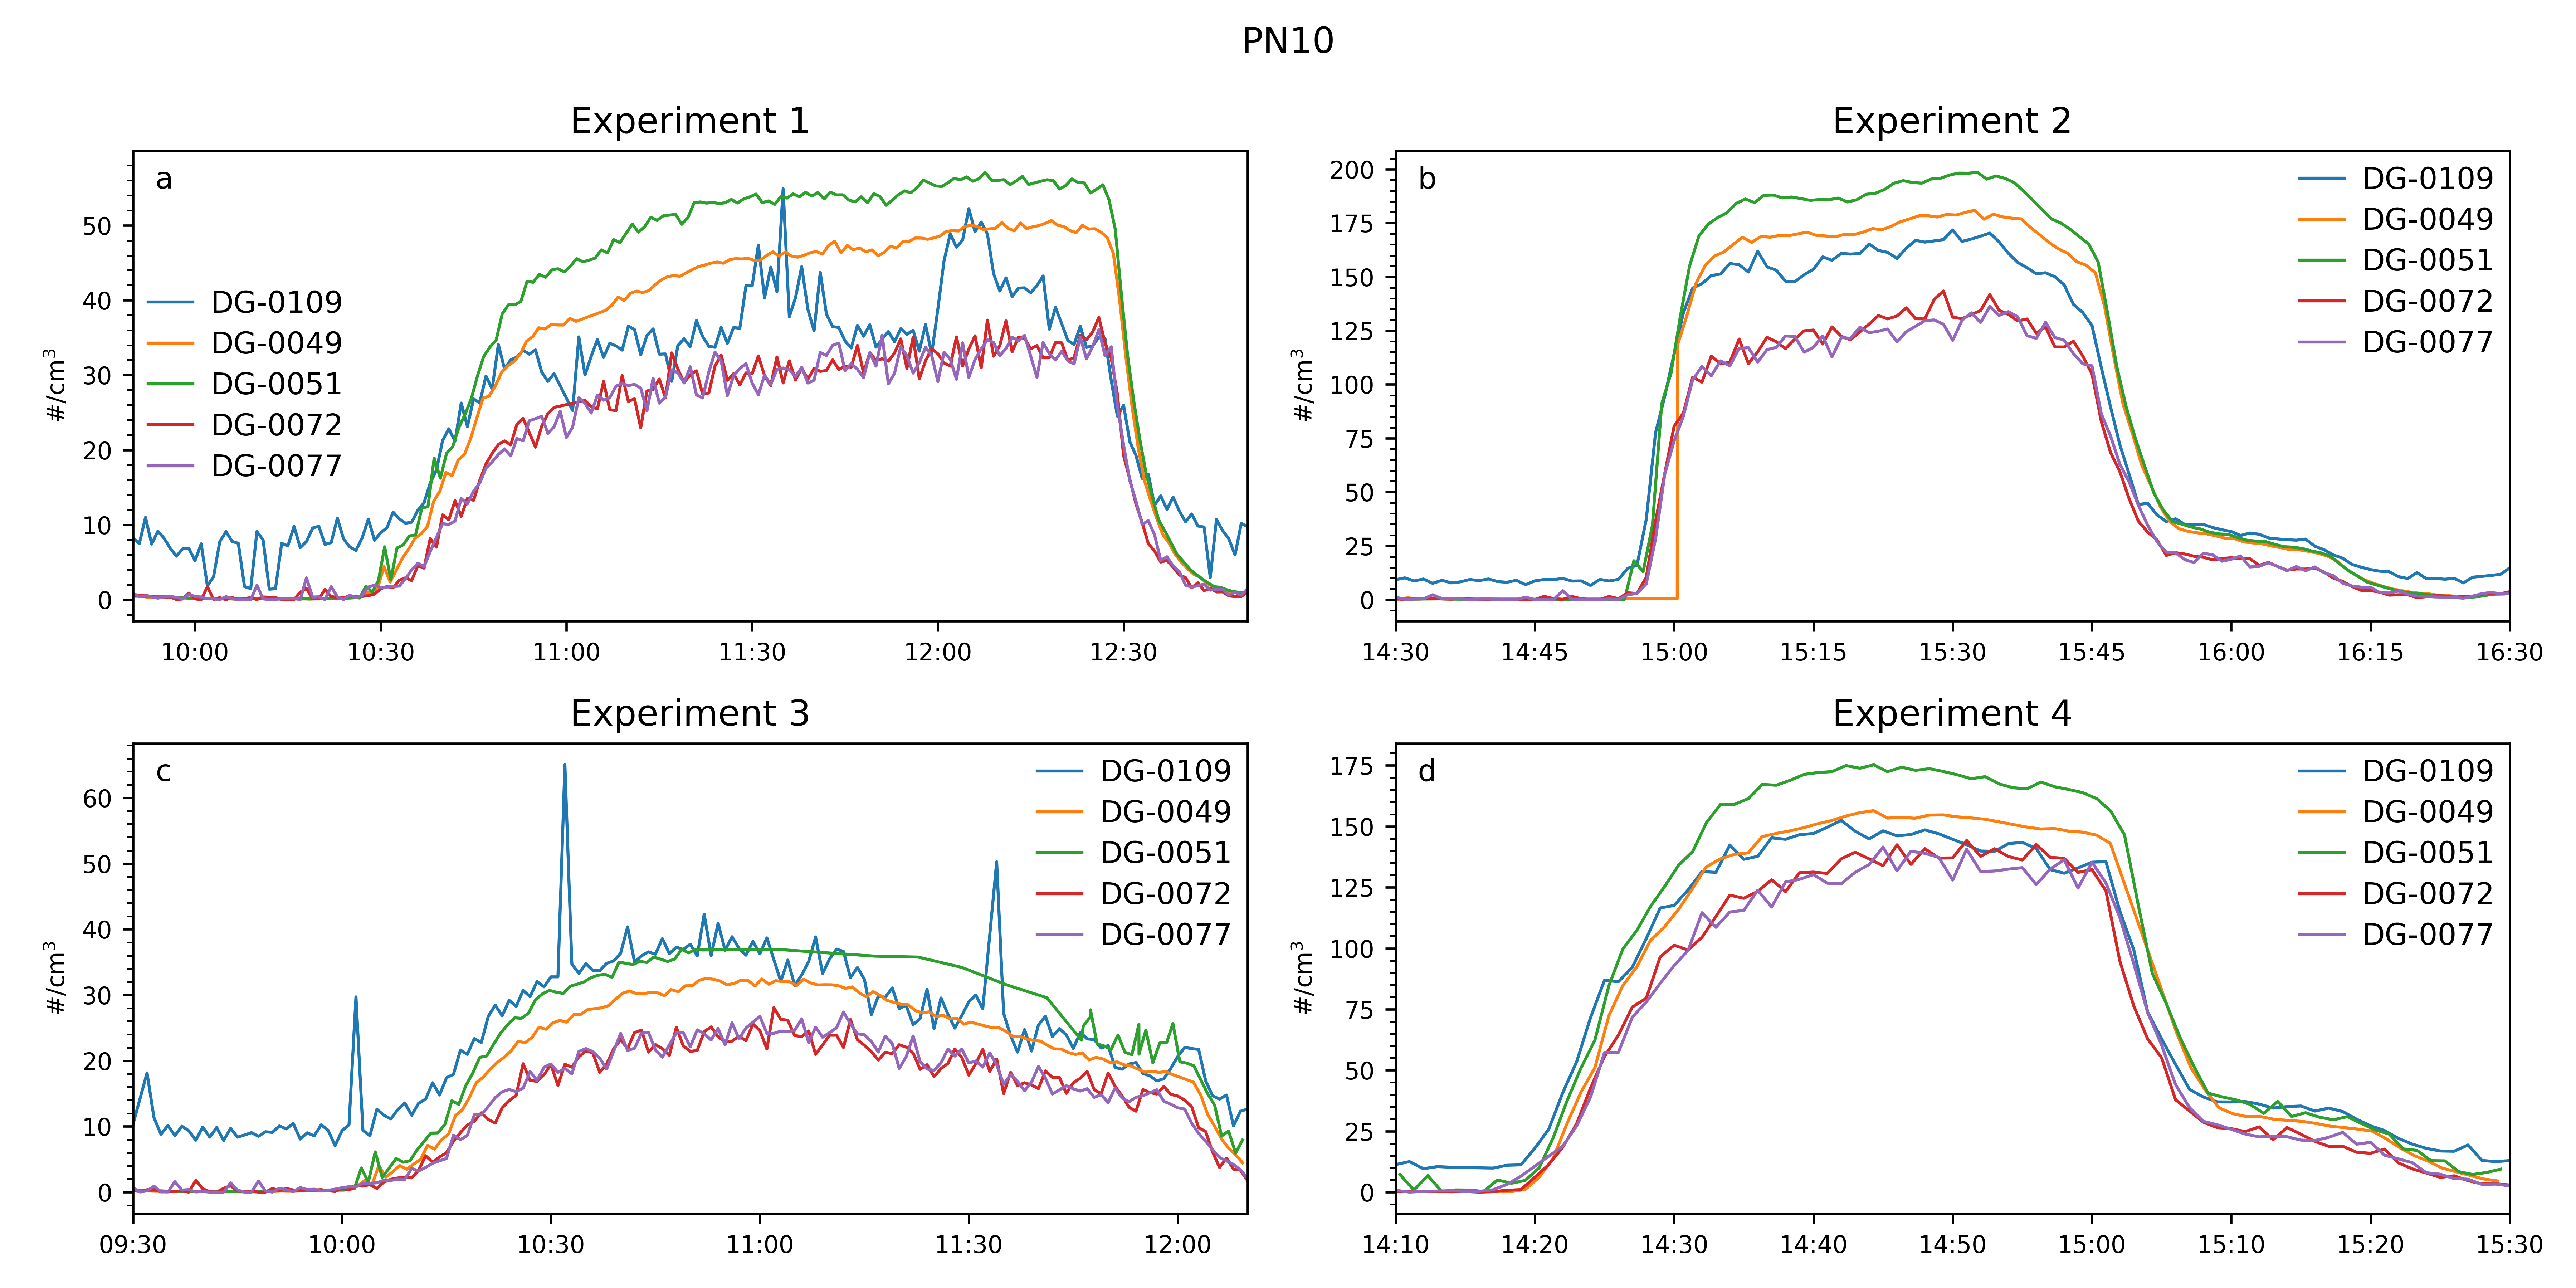 PN10
Experiment 1
a
#/cm³
50
40
30
20
10
0
DG-0109
DG-0049
DG-0051
DG-0072
DG-0077
10:00 10:30 11:00 11:30 12:00 12:30
Experiment 2
b
#/cm³
200
175
150
125
100
75
50
25
0
DG-0109
DG-0049
DG-0051
DG-0072
DG-0077
14:30 14:45 15:00 15:15 15:30 15:45 16:00 16:15 16:30
Experiment 3
c
#/cm³
60
50
40
30
20
10
0
DG-0109
DG-0049
DG-0051
DG-0072
DG-0077
09:30 10:00 10:30 11:00 11:30 12:00
Experiment 4
d
#/cm³
175
150
125
100
75
50
25
0
DG-0109
DG-0049
DG-0051
DG-0072
DG-0077
14:10 14:20 14:30 14:40 14:50 15:00 15:10 15:20 15:30